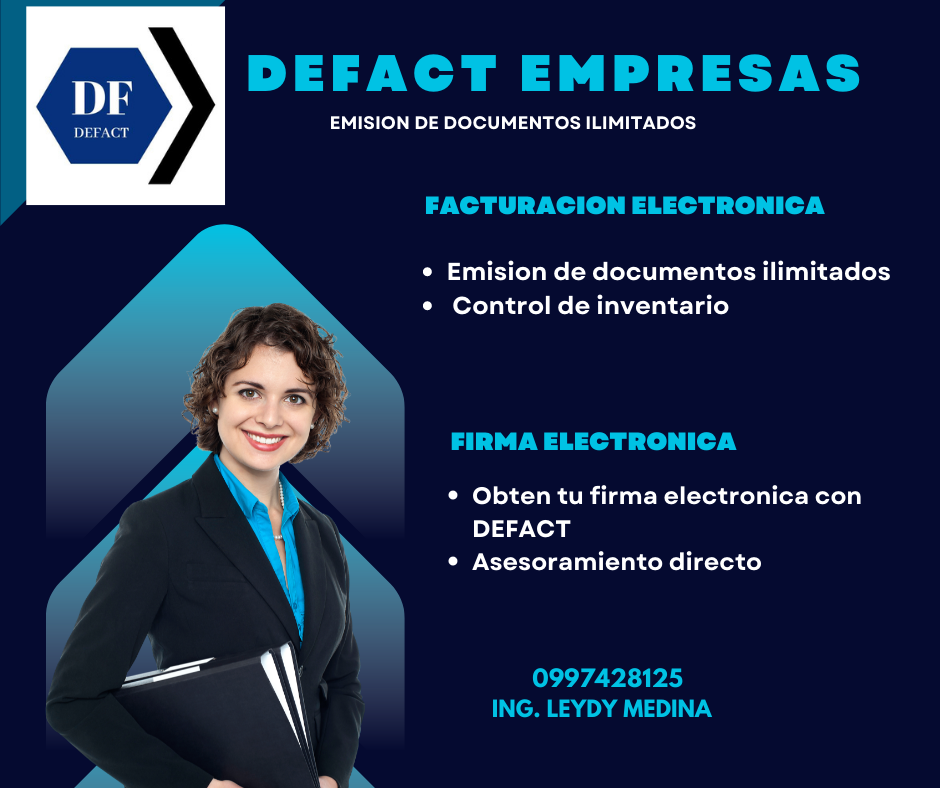 DF
DEFACT
DEFACT EMPRESAS
EMISION DE DOCUMENTOS ILIMITADOS
FACTURACION ELECTRONICA
• Emision de documentos ilimitados
• Control de inventario
FIRMA ELECTRONICA
• Obten tu firma electronica con
DEFACT
• Asesoramiento directo
0997428125
ING. LEYDY MEDINA